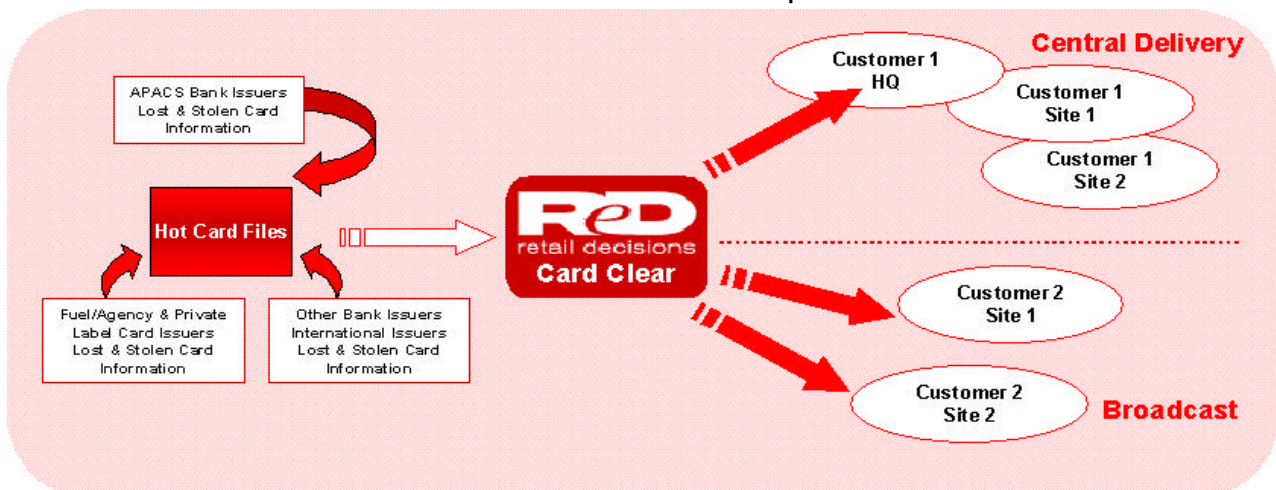 APACS Bank Issuers
Lost & Stolen Card
Information
Hot Card Files
Fuel/Agency & Private
Label Card Issuers
Lost & Stolen Card
Information
Other Bank Issuers
International Issuers
Lost & Stolen Card
Information
ReD
retail decisions
Card Clear
Central Delivery
Customer 1
HQ
Customer 1
Site 1
Customer 1
Site 2
Customer 2
Site 1
Customer 2
Site 2
Broadcast